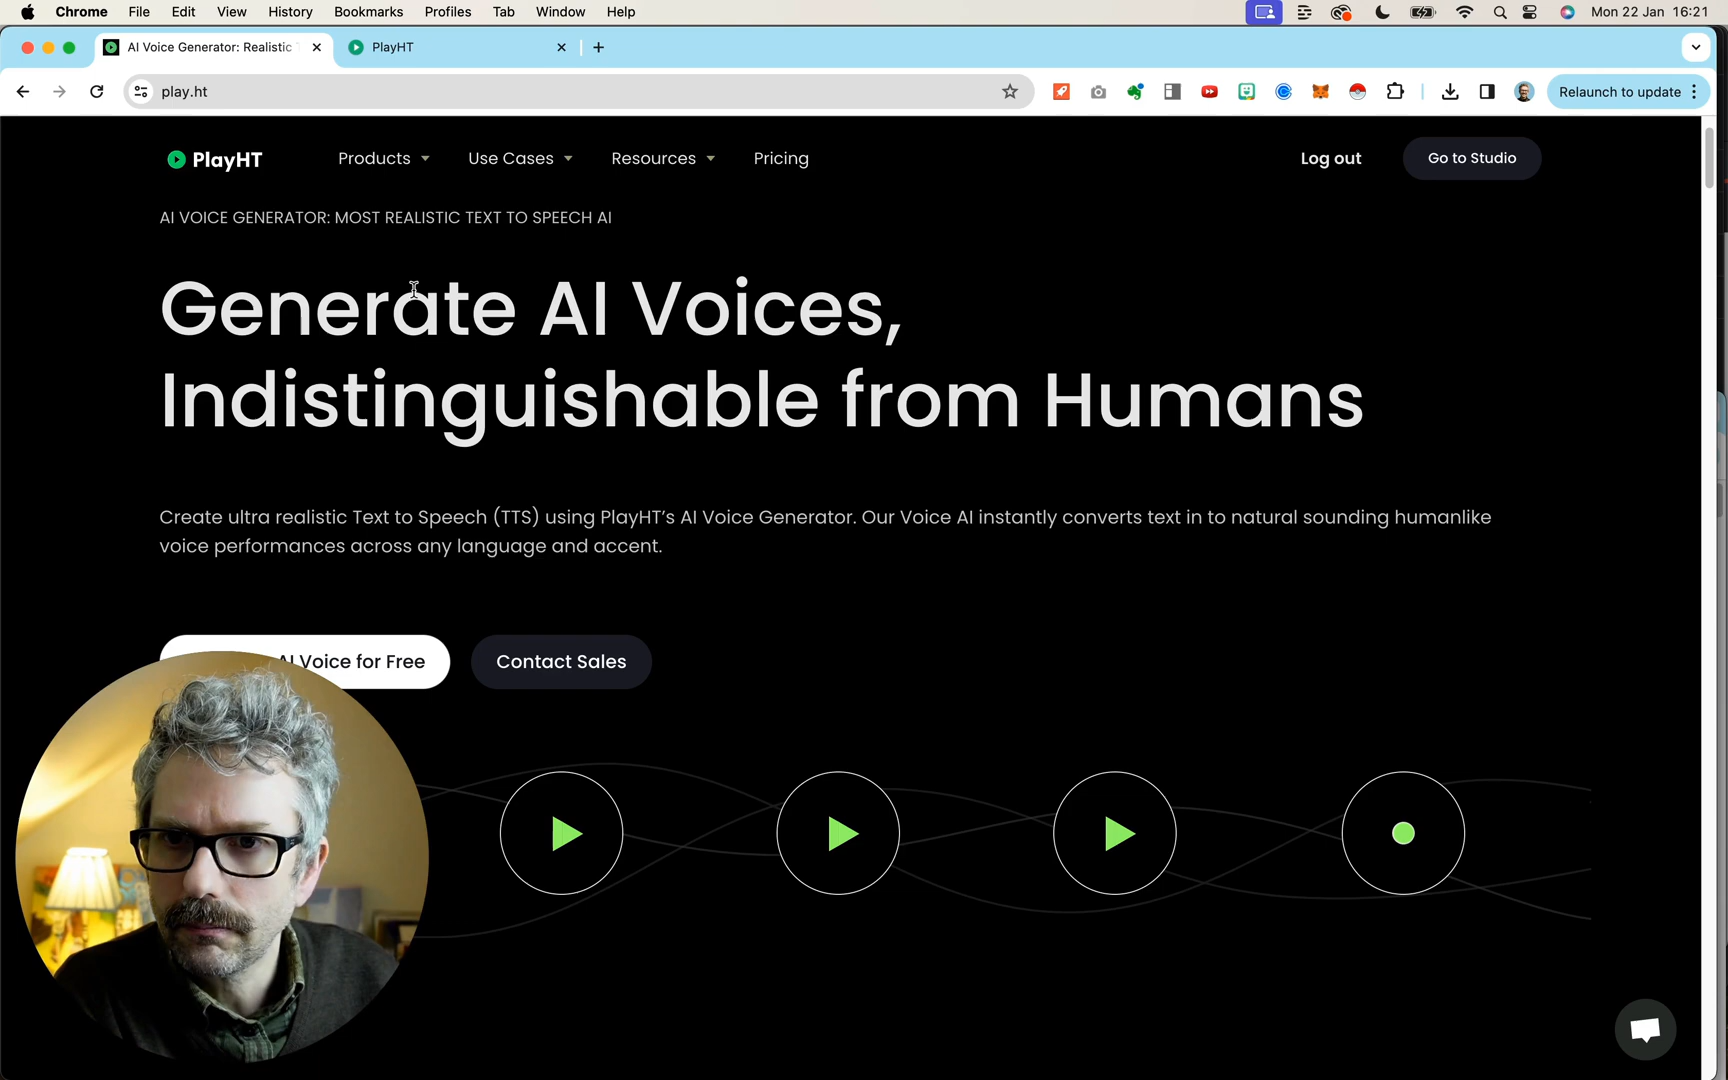 Chrome File Edit View History Bookmarks Profiles Tab Window Help Mon 22 Jan 16:21
AI Voice Generator: Realistic PlayHT
play.ht Relaunch to update
PlayHT Products Use Cases Resources Pricing Log out Go to Studio
AI VOICE GENERATOR: MOST REALISTIC TEXT TO SPEECH AI
Generate AI Voices,
Indistinguishable from Humans
Create ultra realistic Text to Speech (TTS) using PlayHT’s AI Voice Generator. Our Voice AI instantly converts text in to natural sounding humanlike
voice performances across any language and accent.
AI Voice for Free Contact Sales